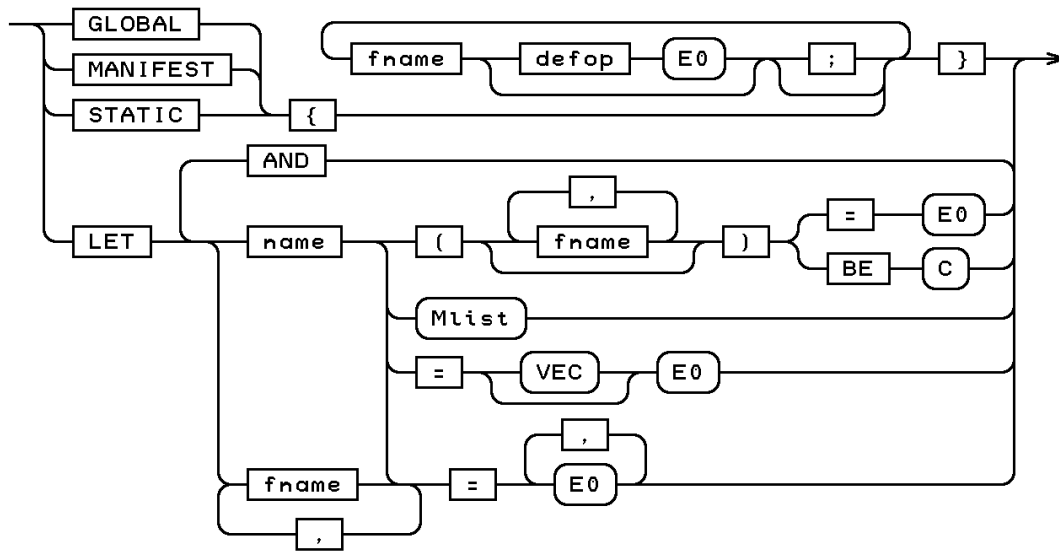 GLOBAL
fname defop E0 ; }
MANIFEST
STATIC {
AND
,
= E0
LET name ( fname )
BE C
Mlist
= VEC E0
,
fname = E0
,